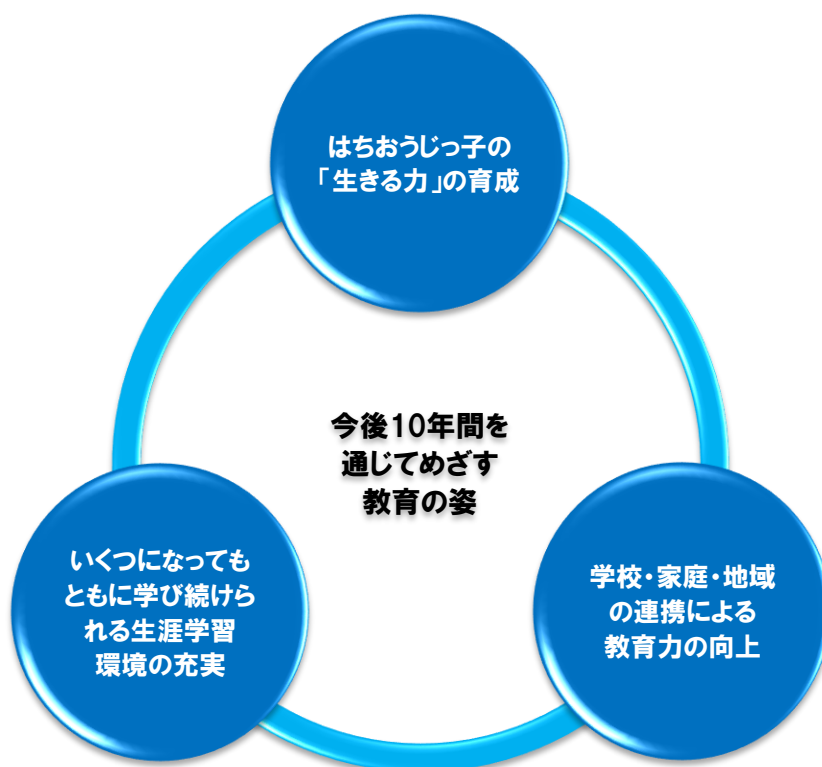 はちおうじっ子の
「生きる力」の育成
今後10年間を
通じてめざす
教育の姿
いくつになっても
ともに学び続けら
れる生涯学習
環境の充実
学校・家庭・地域
の連携による
教育力の向上